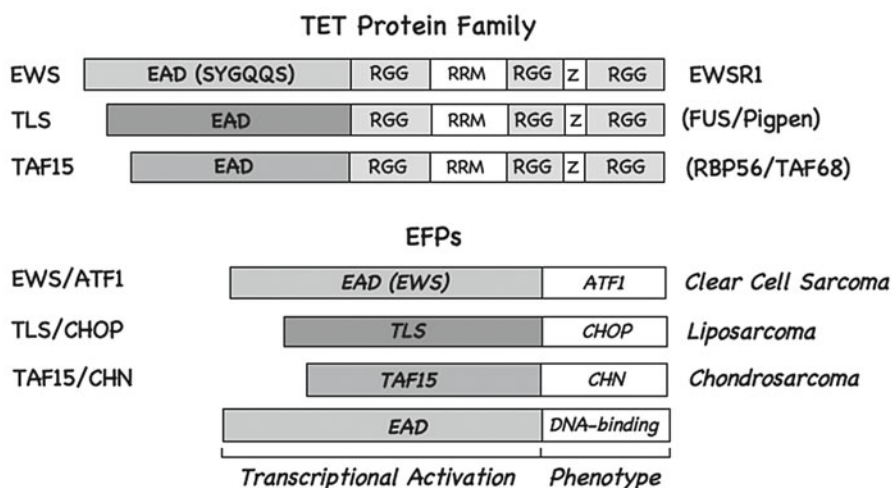 TET Protein Family
EWS EAD (SYGQQS) RGG RRM RGG Z RGG EWSR1
TLS EAD RGG RRM RGG Z RGG (FUS/Pigpen)
TAF15 EAD RGG RRM RGG Z RGG (RBP56/TAF68)
EFPs
EWS/ATF1 EAD (EWS) ATF1 Clear Cell Sarcoma
TLS/CHOP TLS CHOP Liposarcoma
TAF15/CHN TAF15 CHN Chondrosarcoma
EAD DNA-binding
Transcriptional Activation Phenotype